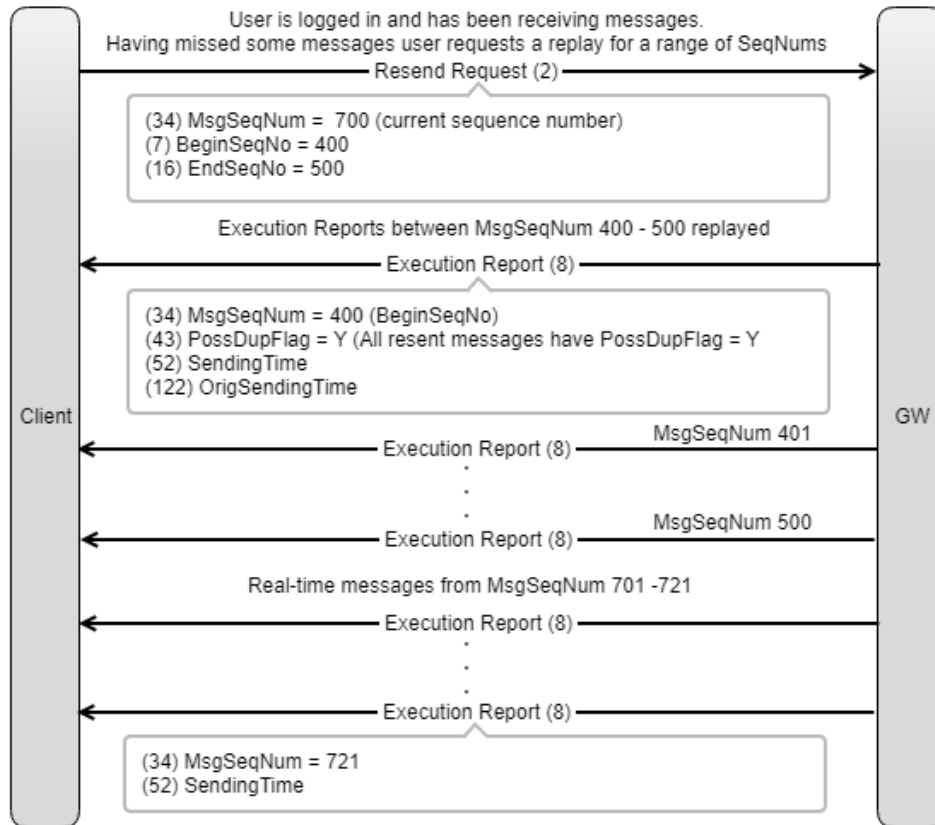 User is logged in and has been receiving messages.
Having missed some messages user requests a replay for a range of SeqNums
Resend Request (2)
(34) MsgSeqNum = 700 (current sequence number)
(7) BeginSeqNo = 400
(16) EndSeqNo = 500
Execution Reports between MsgSeqNum 400 - 500 replayed
Execution Report (8)
(34) MsgSeqNum = 400 (BeginSeqNo)
(43) PossDupFlag = Y (All resent messages have PossDupFlag = Y
(52) SendingTime
(122) OrigSendingTime
Client
GW
MsgSeqNum 401
Execution Report (8)
MsgSeqNum 500
Execution Report (8)
Real-time messages from MsgSeqNum 701 -721
Execution Report (8)
Execution Report (8)
(34) MsgSeqNum = 721
(52) SendingTime